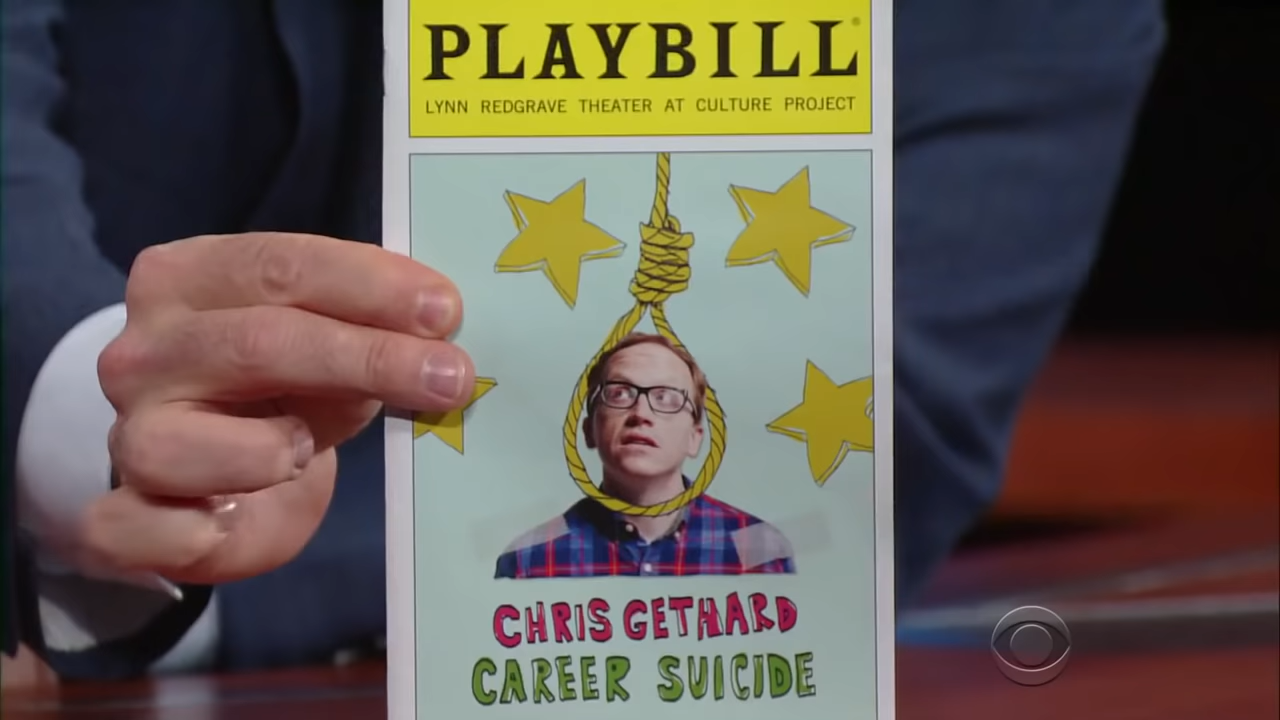 PLAYBILL®
LYNN REDGRAVE THEATER AT CULTURE PROJECT
CHRIS GETHARD
CAREER SUICIDE